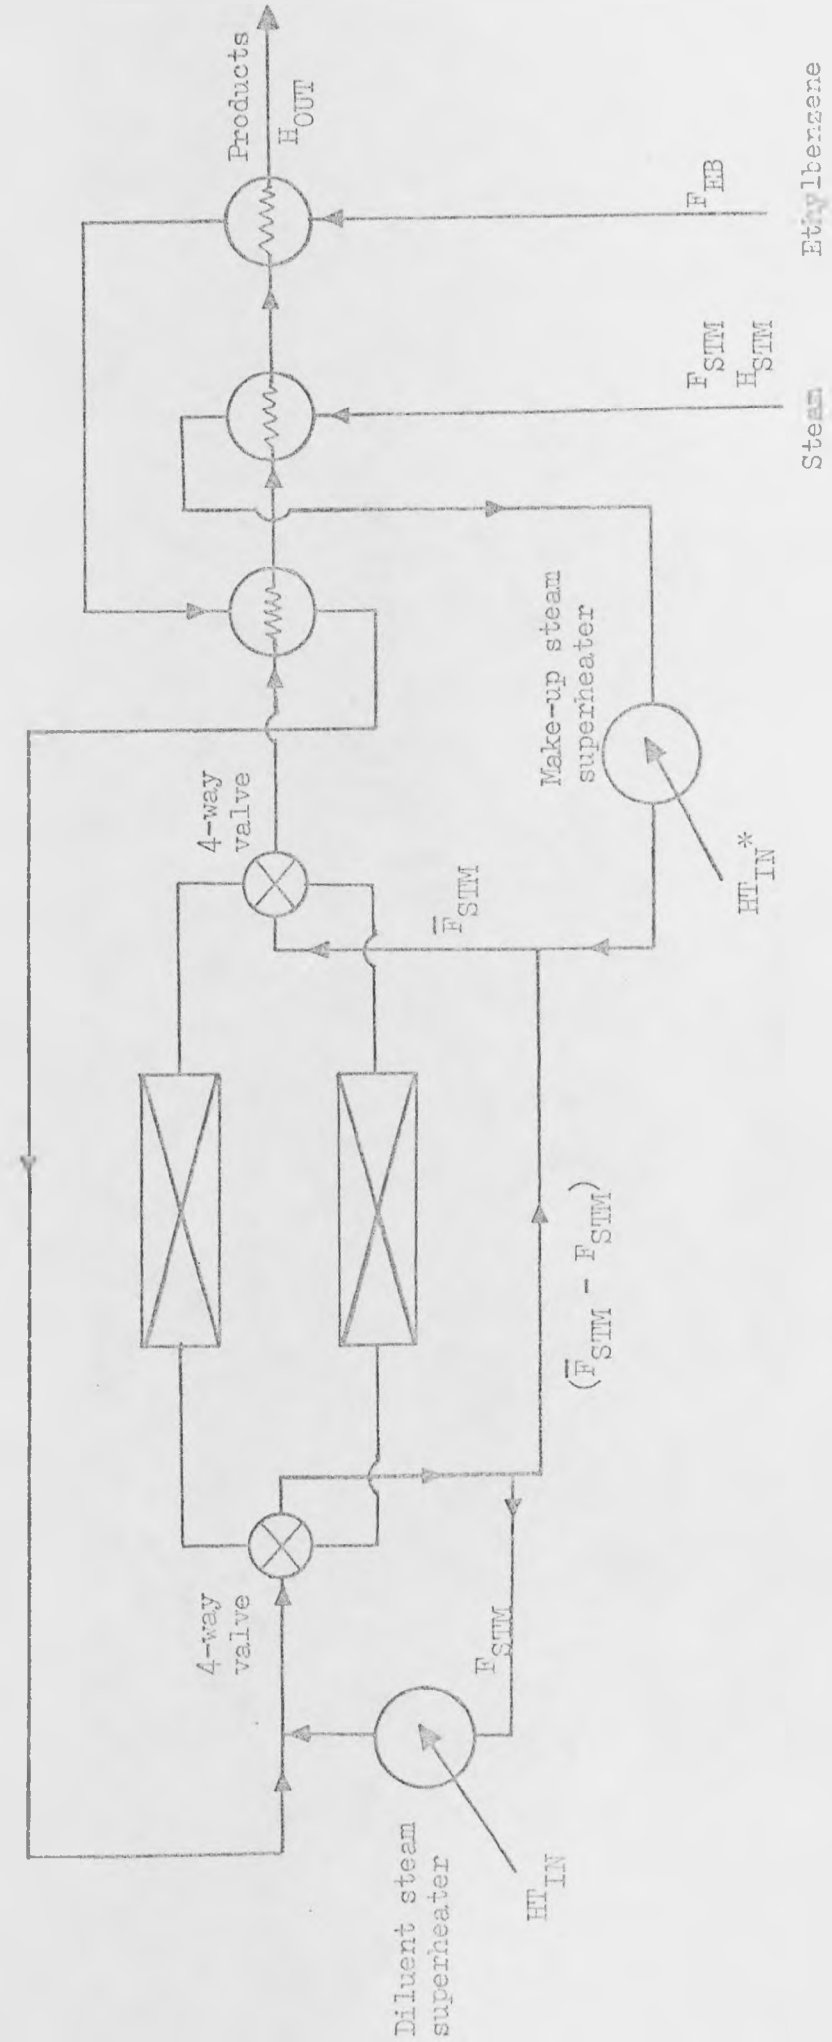 Products
H_OUT
F_EB
Ethylbenzene
F_STM
H_STM
Steam
4-way
valve
F̅_STM
Make-up steam
superheater
HT_IN*
(F̅_STM - F_STM)
4-way
valve
F_STM
Diluent steam
superheater
HT_IN